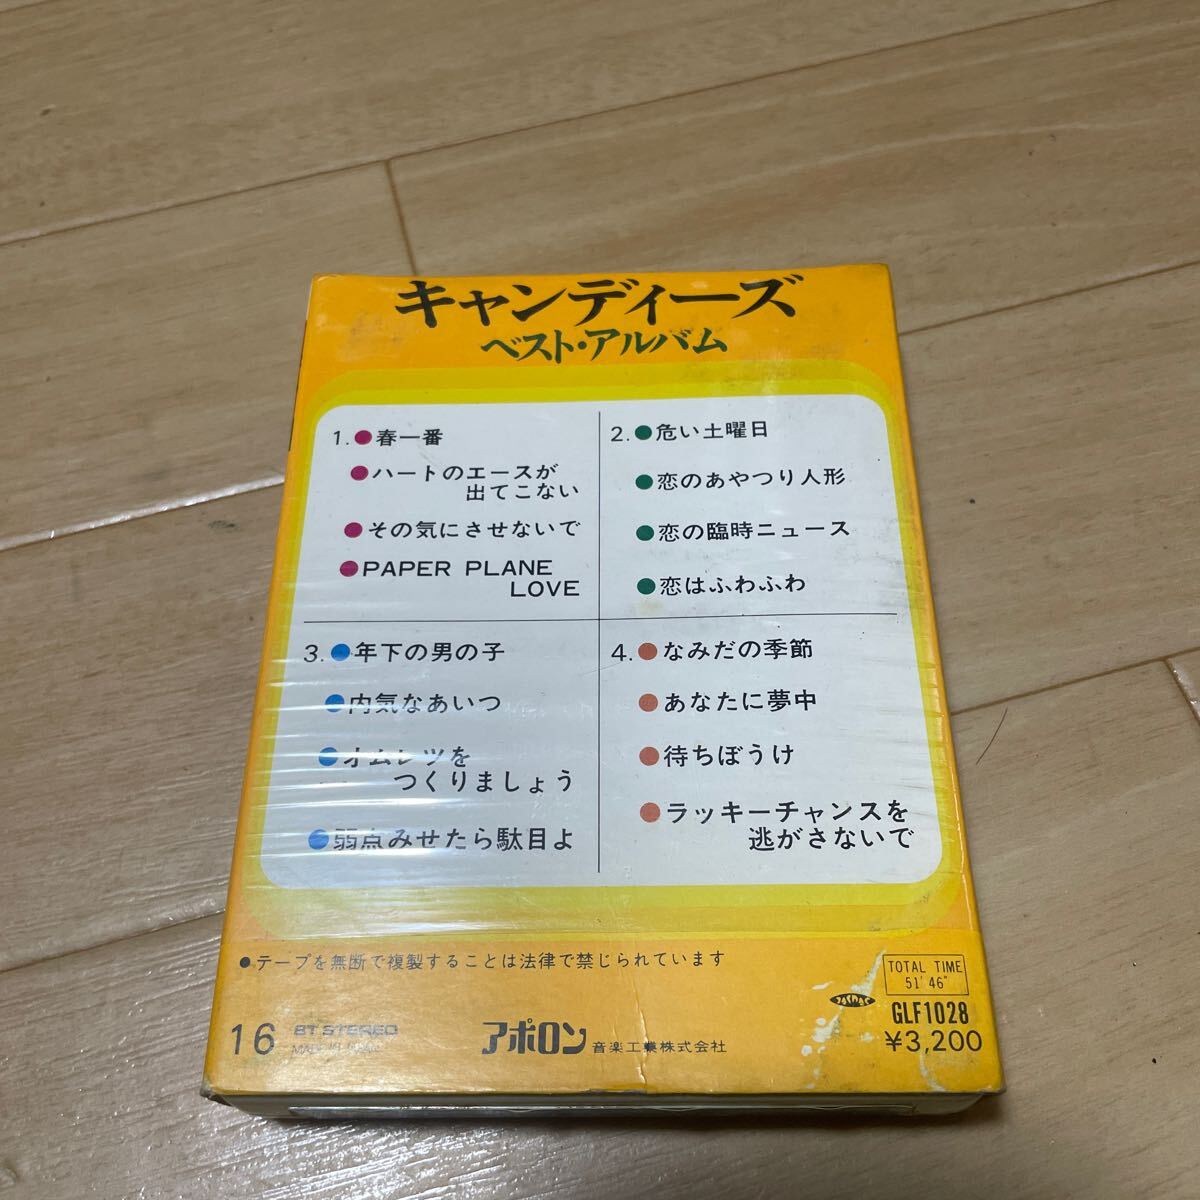 キャンディーズ
ベスト・アルバム
1.●春一番
●ハートのエースが
出てこない
●その気にさせないで
●PAPER PLANE
LOVE
2.●危い土曜日
●恋のあやつり人形
●恋の臨時ニュース
●恋はふわふわ
3.●年下の男の子
●内気なあいつ
●オムレツを
つくりましょう
●弱点みせたら駄目よ
4.●なみだの季節
●あなたに夢中
●待ちぼうけ
●ラッキーチャンスを
逃がさないで
●テープを無断で複製することは法律で禁じられています
TOTAL TIME
51'46"
JASRAC
GLF1028
¥3,200
16
8T STEREO
MADE IN JAPAN
アポロン音楽工業株式会社